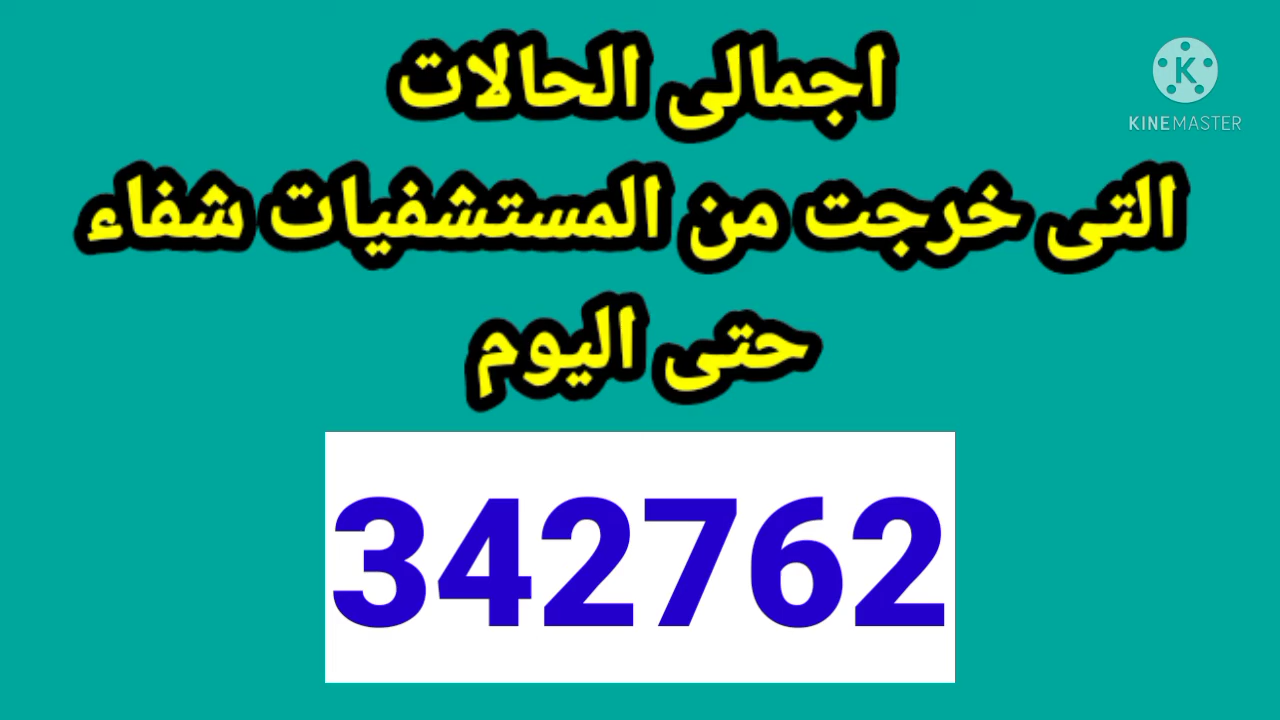 اجمالى الحالات
التى خرجت من المستشفيات شفاء
حتى اليوم
342762
K
KINEMASTER